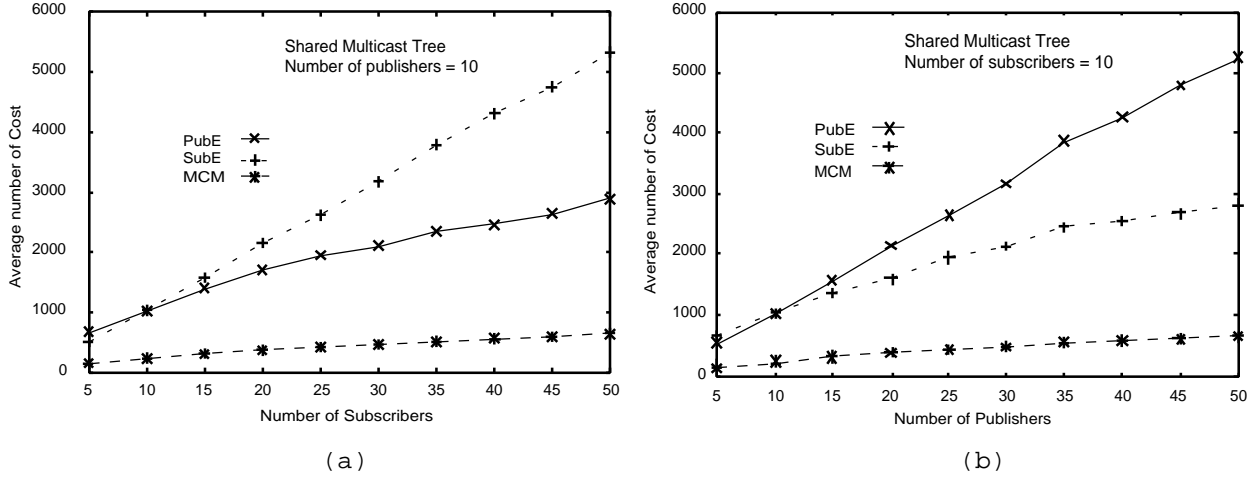 6000
5000
4000
3000
2000
1000
0
Average number of Cost
Shared Multicast Tree
Number of publishers = 10
PubE
SubE
MCM
5 10 15 20 25 30 35 40 45 50
Number of Subscribers
(a)
6000
5000
4000
3000
2000
1000
0
Average number of Cost
Shared Multicast Tree
Number of subscribers = 10
PubE
SubE
MCM
5 10 15 20 25 30 35 40 45 50
Number of Publishers
(b)